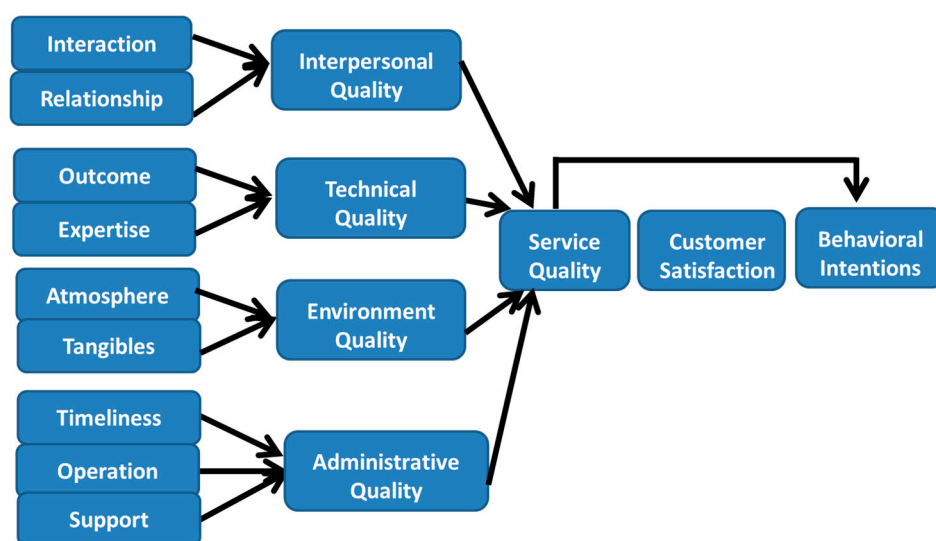 Interaction
Relationship
Interpersonal
Quality
Outcome
Expertise
Technical
Quality
Atmosphere
Tangibles
Environment
Quality
Timeliness
Operation
Support
Administrative
Quality
Service
Quality
Customer
Satisfaction
Behavioral
Intentions